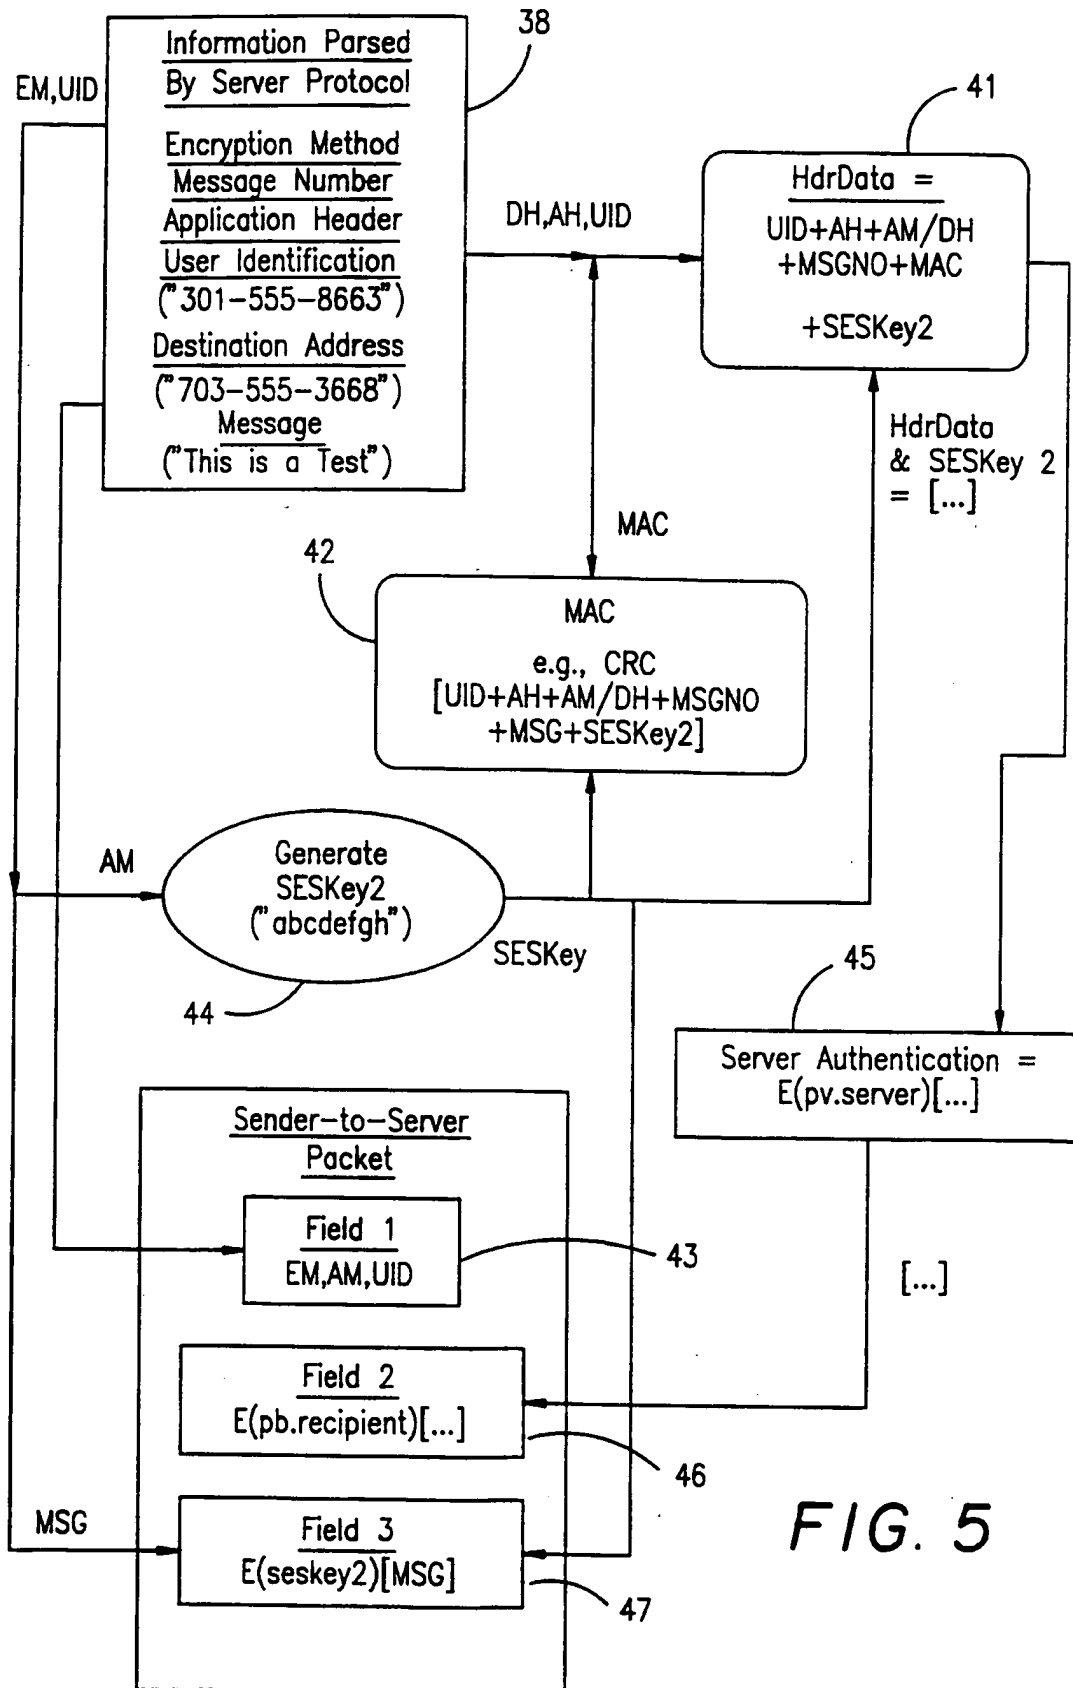 38
Information Parsed
By Server Protocol
EM,UID
Encryption Method
Message Number
Application Header
User Identification
("301-555-8663")
Destination Address
("703-555-3668")
Message
("This is a Test")
DH,AH,UID
41
HdrData =
UID+AH+AM/DH
+MSGNO+MAC
+SESKey2
HdrData
& SESKey 2
= [...]
MAC
42
MAC
e.g., CRC
[UID+AH+AM/DH+MSGNO
+MSG+SESKey2]
AM
Generate
SESKey2
("abcdefgh")
SESKey
44
45
Server Authentication =
E(pv.server)[...]
Sender-to-Server
Packet
Field 1
EM,AM,UID
43
[...]
Field 2
E(pb.recipient)[...]
46
MSG
Field 3
E(seskey2)[MSG]
47
FIG. 5